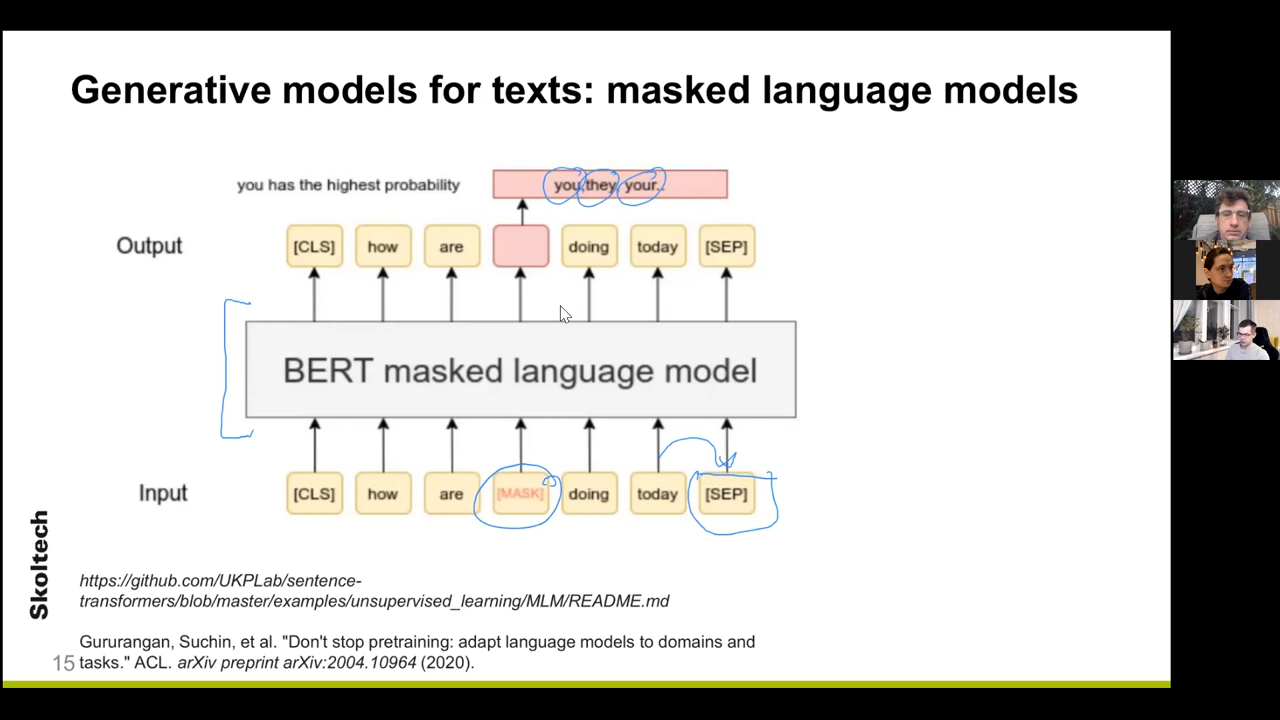 Generative models for texts: masked language models
you has the highest probability
you, they, your..
Output
[CLS] how are doing today [SEP]
BERT masked language model
Input
[CLS] how are [MASK] doing today [SEP]
Skoltech
https://github.com/UKPLab/sentence-
transformers/blob/master/examples/unsupervised_learning/MLM/README.md
Gururangan, Suchin, et al. "Don't stop pretraining: adapt language models to domains and
tasks." ACL. arXiv preprint arXiv:2004.10964 (2020).
15